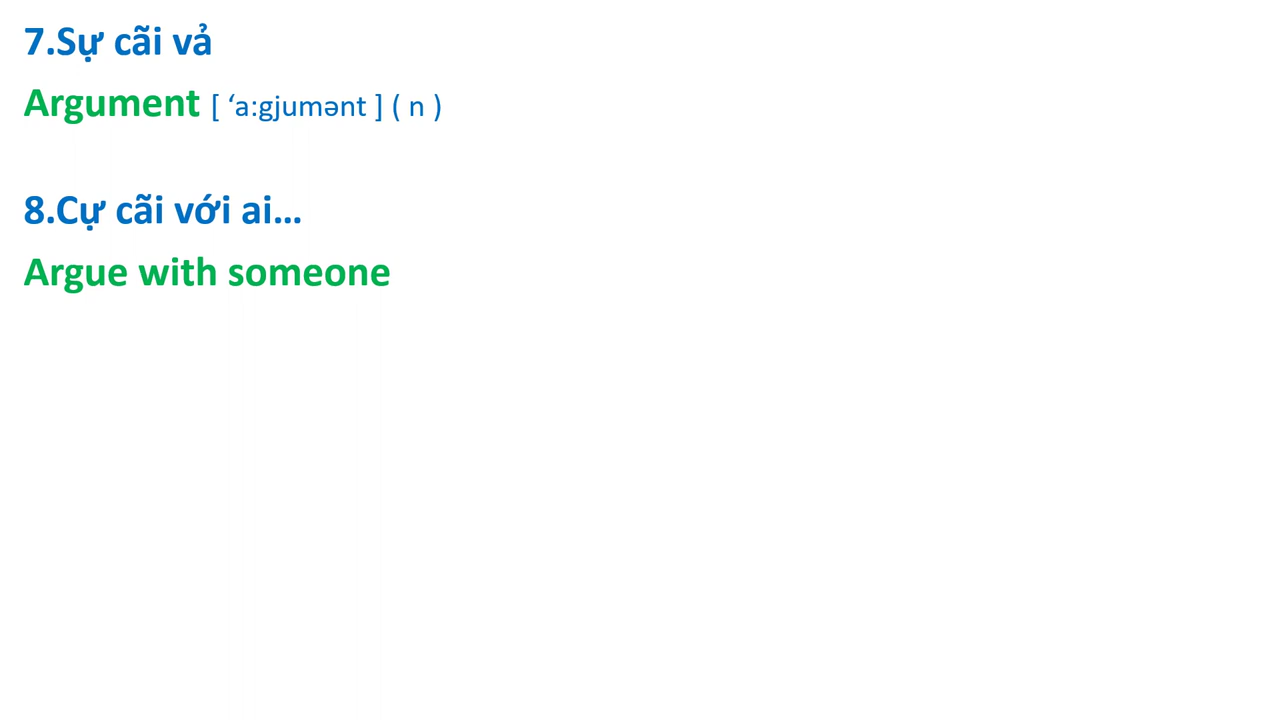 7.Sự cãi vả
Argument [ ‘a:gjumənt ] ( n )
8.Cự cãi với ai…
Argue with someone